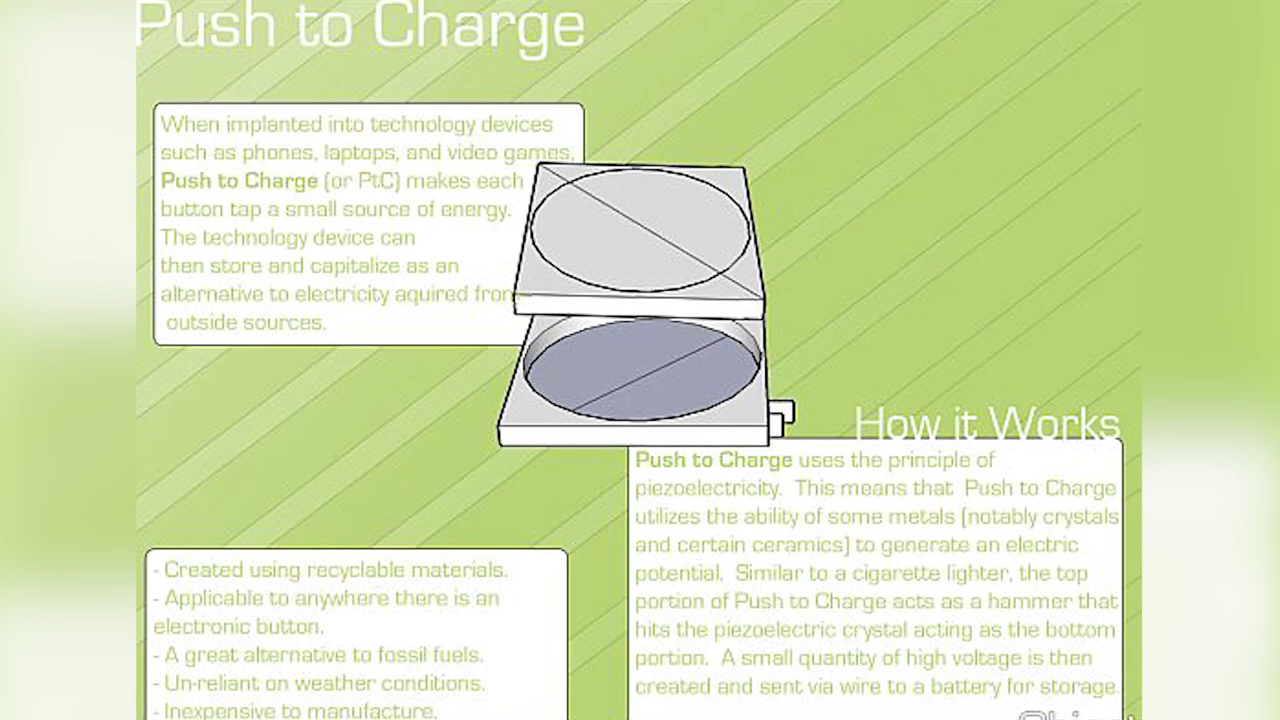 Push to Charge
When implanted into technology devices
such as phones, laptops, and video games,
Push to Charge (or PtC) makes each
button tap a small source of energy.
The technology device can
then store and capitalize as an
alternative to electricity aquired from
outside sources.
How it Works
Push to Charge uses the principle of
piezoelectricity. This means that Push to Charge
utilizes the ability of some metals (notably crystals
and certain ceramics) to generate an electric
potential. Similar to a cigarette lighter, the top
portion of Push to Charge acts as a hammer that
hits the piezoelectric crystal acting as the bottom
portion. A small quantity of high voltage is then
created and sent via wire to a battery for storage.
- Created using recyclable materials.
- Applicable to anywhere there is an
electronic button.
- A great alternative to fossil fuels.
- Un-reliant on weather conditions.
- Inexpensive to manufacture.